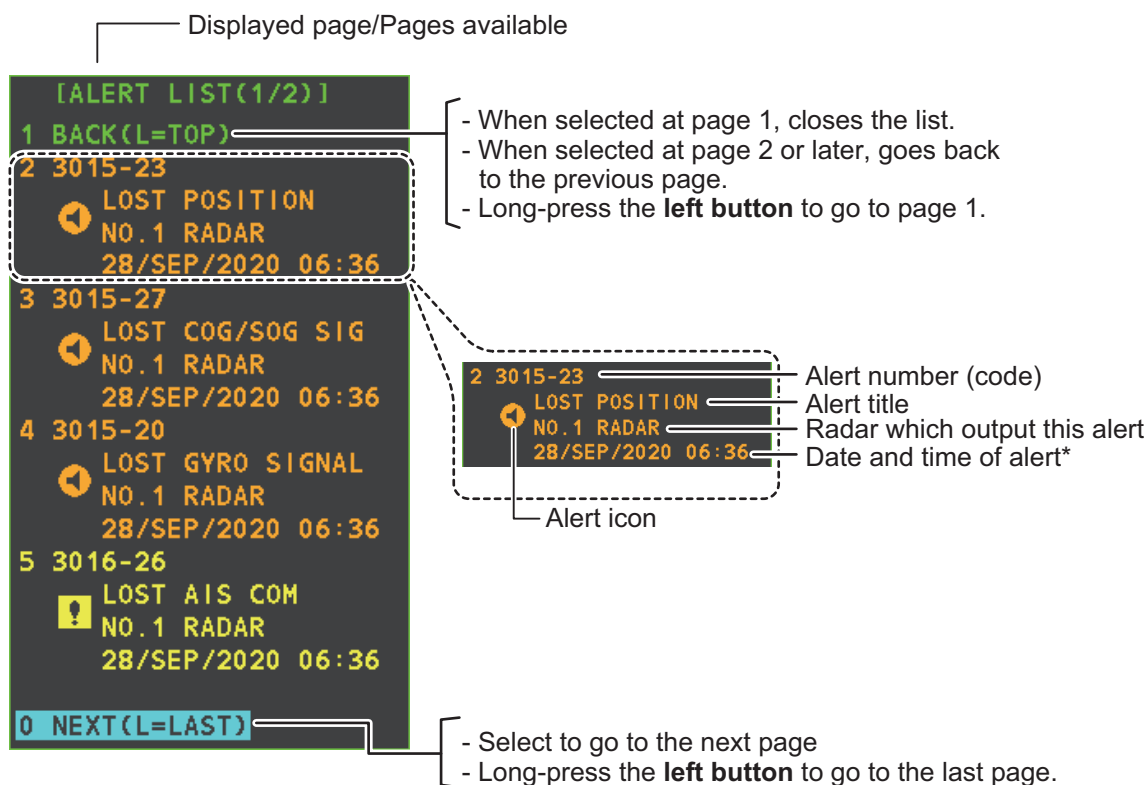 Displayed page/Pages available
[ALERT LIST(1/2)]
1 BACK(L=TOP)
- When selected at page 1, closes the list.
- When selected at page 2 or later, goes back
to the previous page.
- Long-press the left button to go to page 1.
2 3015-23
LOST POSITION
NO.1 RADAR
28/SEP/2020 06:36
3 3015-27
LOST COG/SOG SIG
NO.1 RADAR
28/SEP/2020 06:36
4 3015-20
LOST GYRO SIGNAL
NO.1 RADAR
28/SEP/2020 06:36
5 3016-26
LOST AIS COM
NO.1 RADAR
28/SEP/2020 06:36
0 NEXT(L=LAST)
2 3015-23
LOST POSITION
NO.1 RADAR
28/SEP/2020 06:36
Alert number (code)
Alert title
Radar which output this alert
Date and time of alert*
Alert icon
- Select to go to the next page
- Long-press the left button to go to the last page.